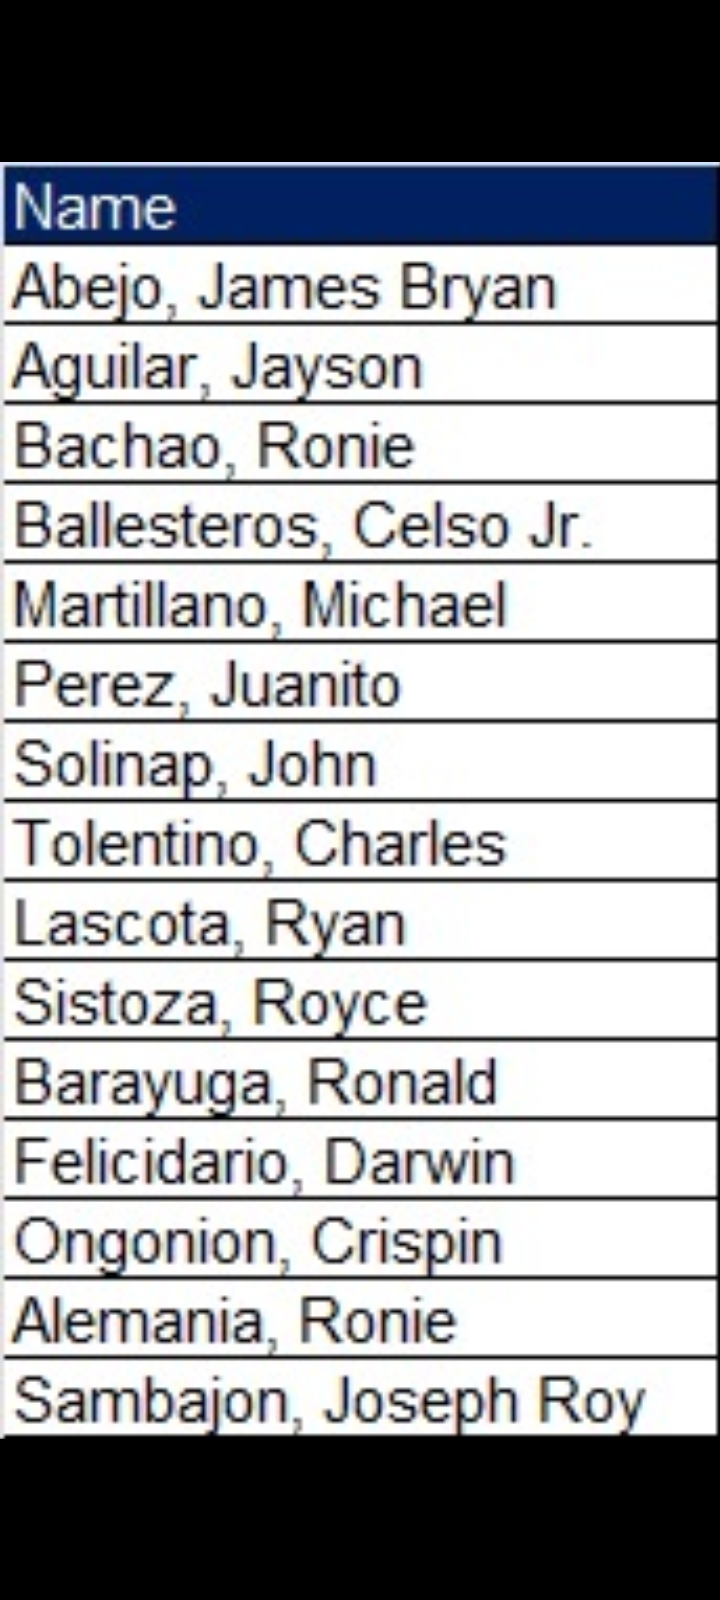 Name
Abejo, James Bryan
Aguilar, Jayson
Bachao, Ronie
Ballesteros, Celso Jr.
Martillano, Michael
Perez, Juanito
Solinap, John
Tolentino, Charles
Lascota, Ryan
Sistoza, Royce
Barayuga, Ronald
Felicidario, Darwin
Ongonion, Crispin
Alemania, Ronie
Sambajon, Joseph Roy